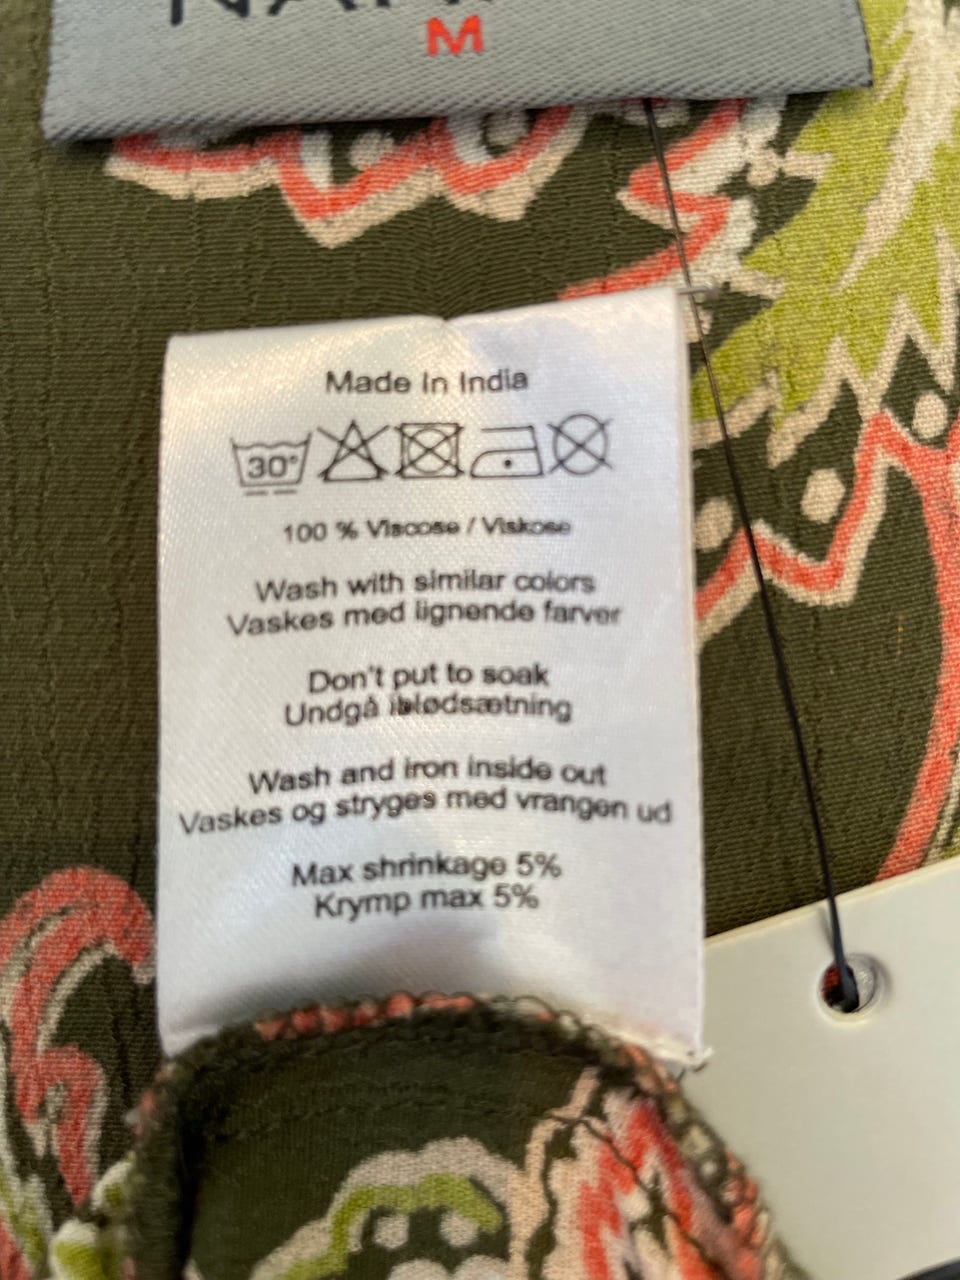 M
Made In India
30°
100 % Viscose / Viskose
Wash with similar colors
Vaskes med lignende farver
Don't put to soak
Undgå iblødsætning
Wash and iron inside out
Vaskes og stryges med vrangen ud
Max shrinkage 5%
Krymp max 5%